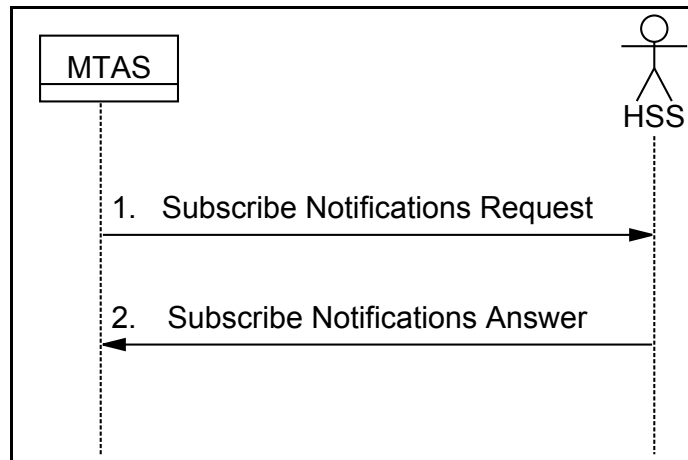 MTAS
HSS
1. Subscribe Notifications Request
2. Subscribe Notifications Answer